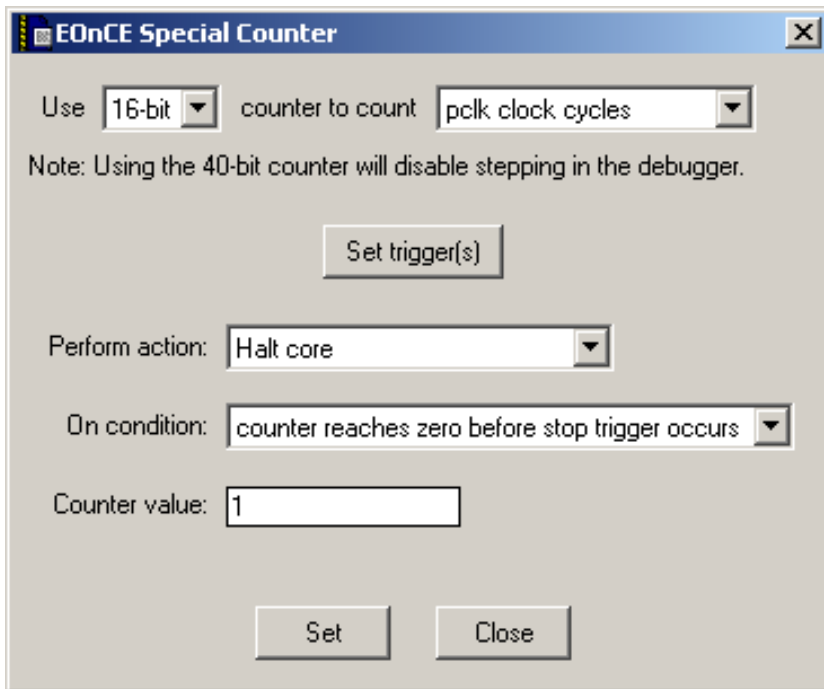 EOnCE Special Counter
Use 16-bit counter to count pclk clock cycles
Note: Using the 40-bit counter will disable stepping in the debugger.
Set trigger(s)
Perform action: Halt core
On condition: counter reaches zero before stop trigger occurs
Counter value: 1
Set Close